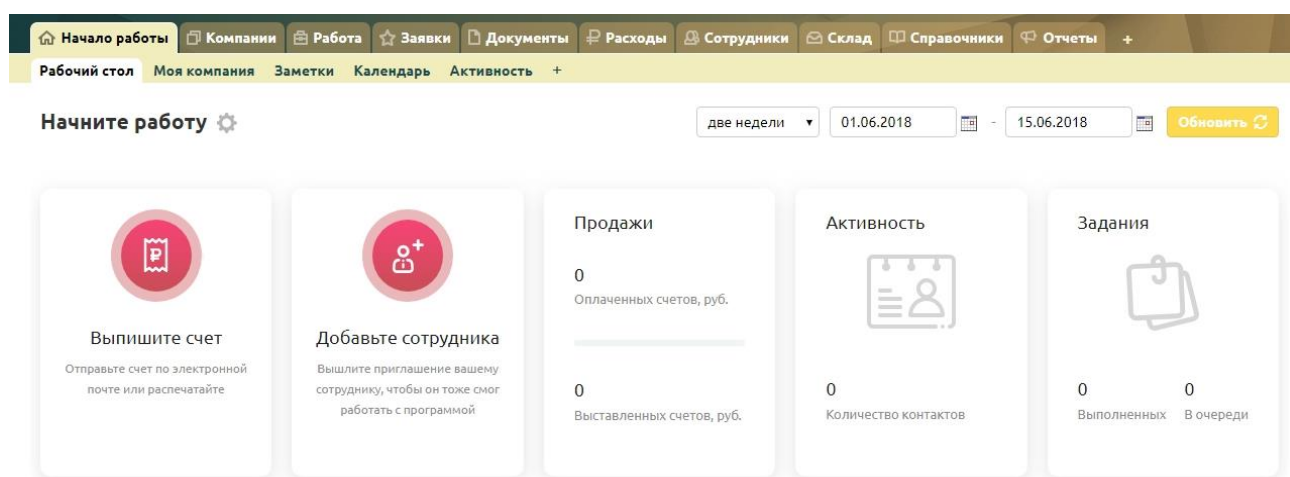 Начало работы Компании Работа Заявки Документы Расходы Сотрудники Склад Справочники Отчеты +
Рабочий стол Моя компания Заметки Календарь Активность +
Начните работу две недели 01.06.2018 - 15.06.2018 Обновить
Выпишите счет
Отправьте счет по электронной
почте или распечатайте
Добавьте сотрудника
Вышлите приглашение вашему
сотруднику, чтобы он тоже смог
работать с программой
Продажи
0
Оплаченных счетов, руб.
0
Выставленных счетов, руб.
Активность
0
Количество контактов
Задания
0 0
Выполненных В очереди